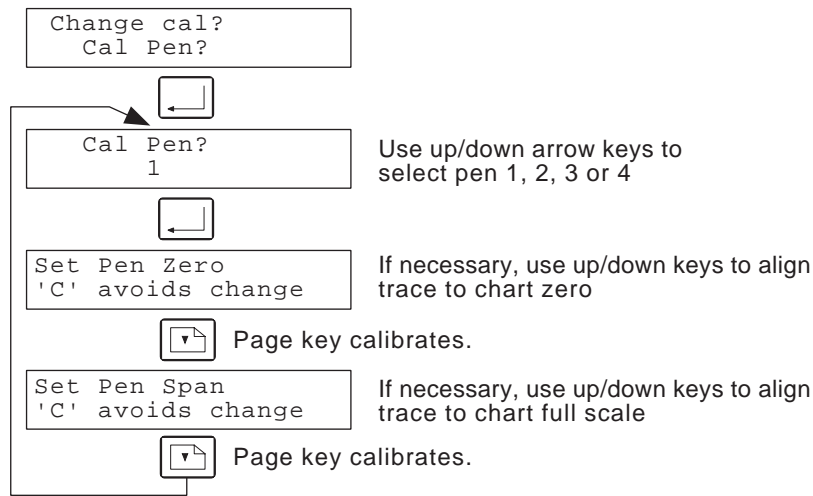 Change cal?
Cal Pen?
Cal Pen?
1
Use up/down arrow keys to
select pen 1, 2, 3 or 4
Set Pen Zero
'C' avoids change
If necessary, use up/down keys to align
trace to chart zero
Page key calibrates.
Set Pen Span
'C' avoids change
If necessary, use up/down keys to align
trace to chart full scale
Page key calibrates.